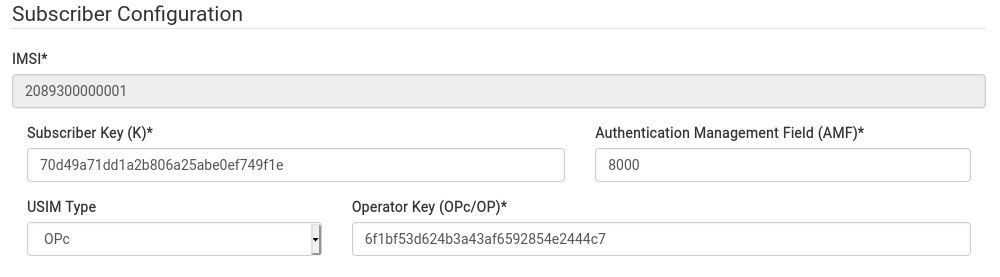 Subscriber Configuration
IMSI*
2089300000001
Subscriber Key (K)* Authentication Management Field (AMF)*
70d49a71dd1a2b806a25abe0ef749f1e 8000
USIM Type Operator Key (OPc/OP)*
OPc 6f1bf53d624b3a43af6592854e2444c7